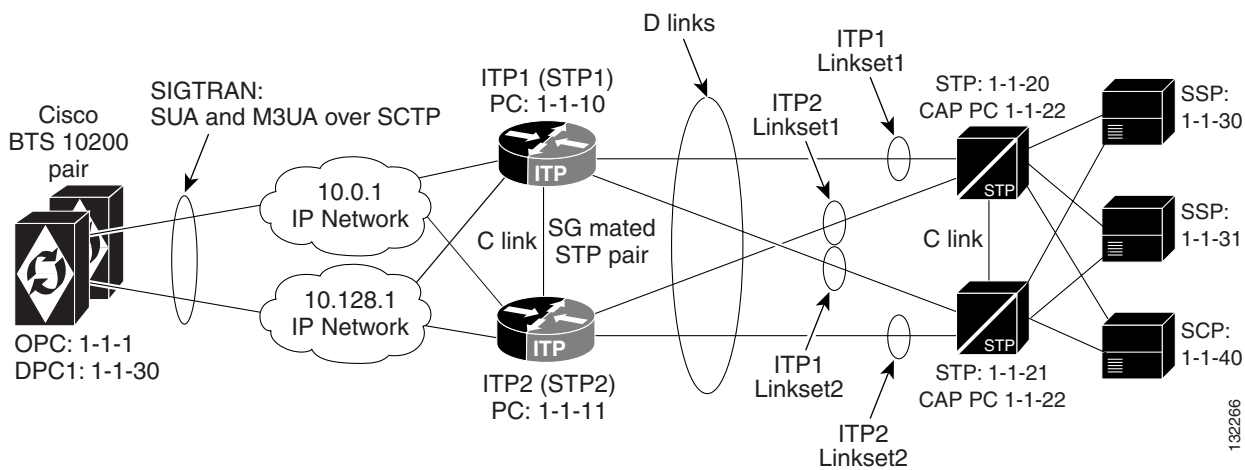 D links
ITP1
Linkset1
SIGTRAN:
SUA and M3UA over SCTP
ITP1 (STP1)
PC: 1-1-10
ITP2
Linkset1
STP: 1-1-20
CAP PC 1-1-22
SSP:
1-1-30
Cisco
BTS 10200
pair
ITP
STP
10.0.1
IP Network
C link
SG mated
STP pair
C link
SSP:
1-1-31
10.128.1
IP Network
ITP
STP
SCP:
1-1-40
OPC: 1-1-1
DPC1: 1-1-30
ITP2 (STP2)
PC: 1-1-11
ITP1
Linkset2
STP: 1-1-21
CAP PC 1-1-22
ITP2
Linkset2
132266